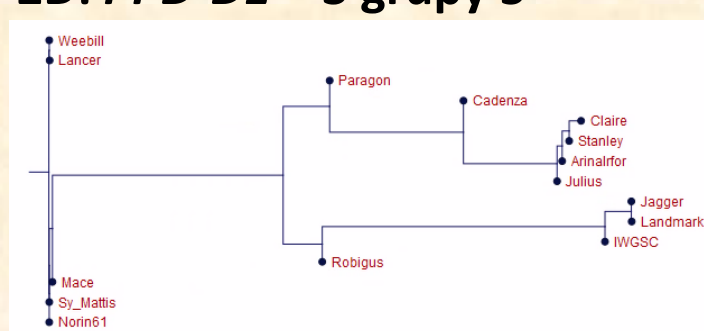 Weebill
Lancer
Paragon
Cadenza
Claire
Stanley
Arinalrfor
Julius
Jagger
Landmark
IWGSC
Robigus
Mace
Sy_Mattis
Norin61